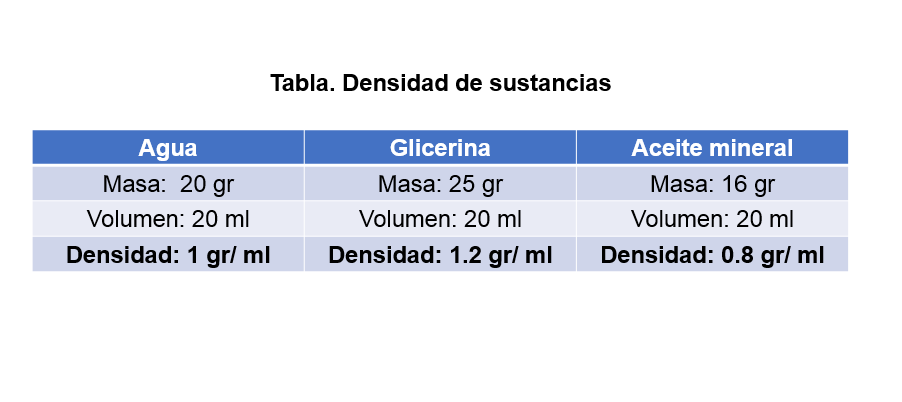 Tabla. Densidad de sustancias
Agua Glicerina Aceite mineral
Masa:  20 gr Masa: 25 gr Masa: 16 gr
Volumen: 20 ml Volumen: 20 ml Volumen: 20 ml
Densidad: 1 gr/ ml Densidad: 1.2 gr/ ml Densidad: 0.8 gr/ ml